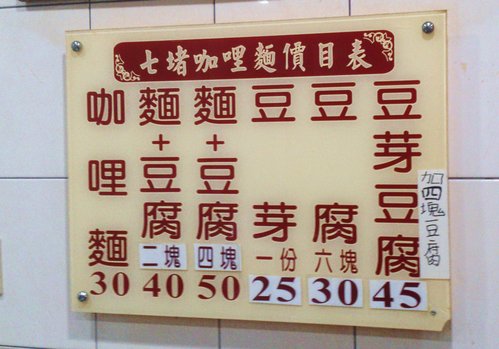 七堵咖哩麵價目表
咖哩麵
30
麵+豆腐
二塊
40
麵+豆腐
四塊
50
豆芽
一份
25
豆腐
六塊
30
豆芽豆腐
45
加四塊豆腐